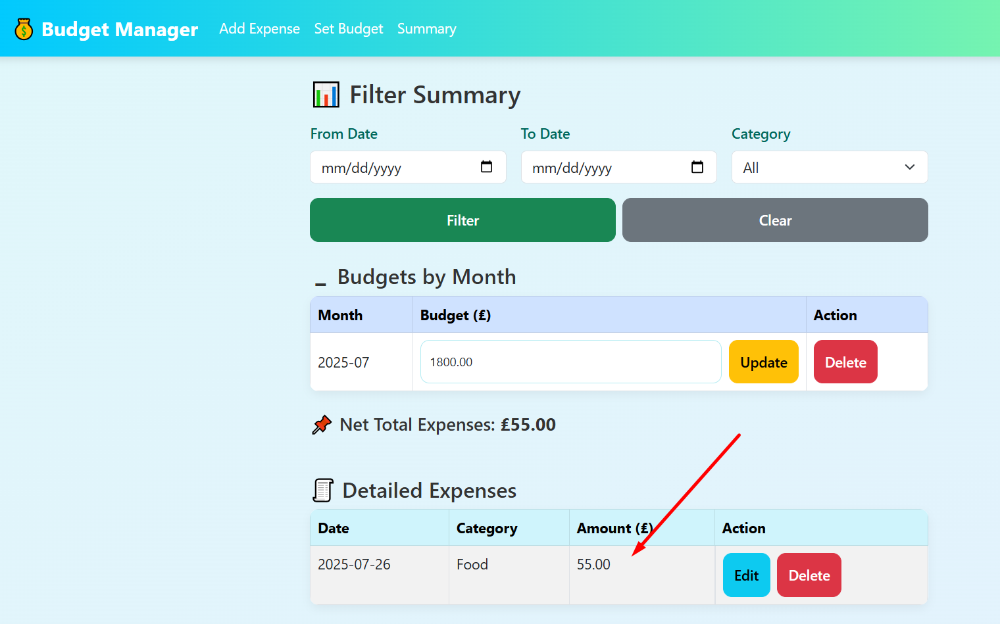 Budget Manager Add Expense Set Budget Summary
Filter Summary
From Date To Date Category
mm/dd/yyyy mm/dd/yyyy All
Filter Clear
Budgets by Month
Month Budget (£) Action
2025-07 1800.00 Update Delete
Net Total Expenses: £55.00
Detailed Expenses
Date Category Amount (£) Action
2025-07-26 Food 55.00 Edit Delete